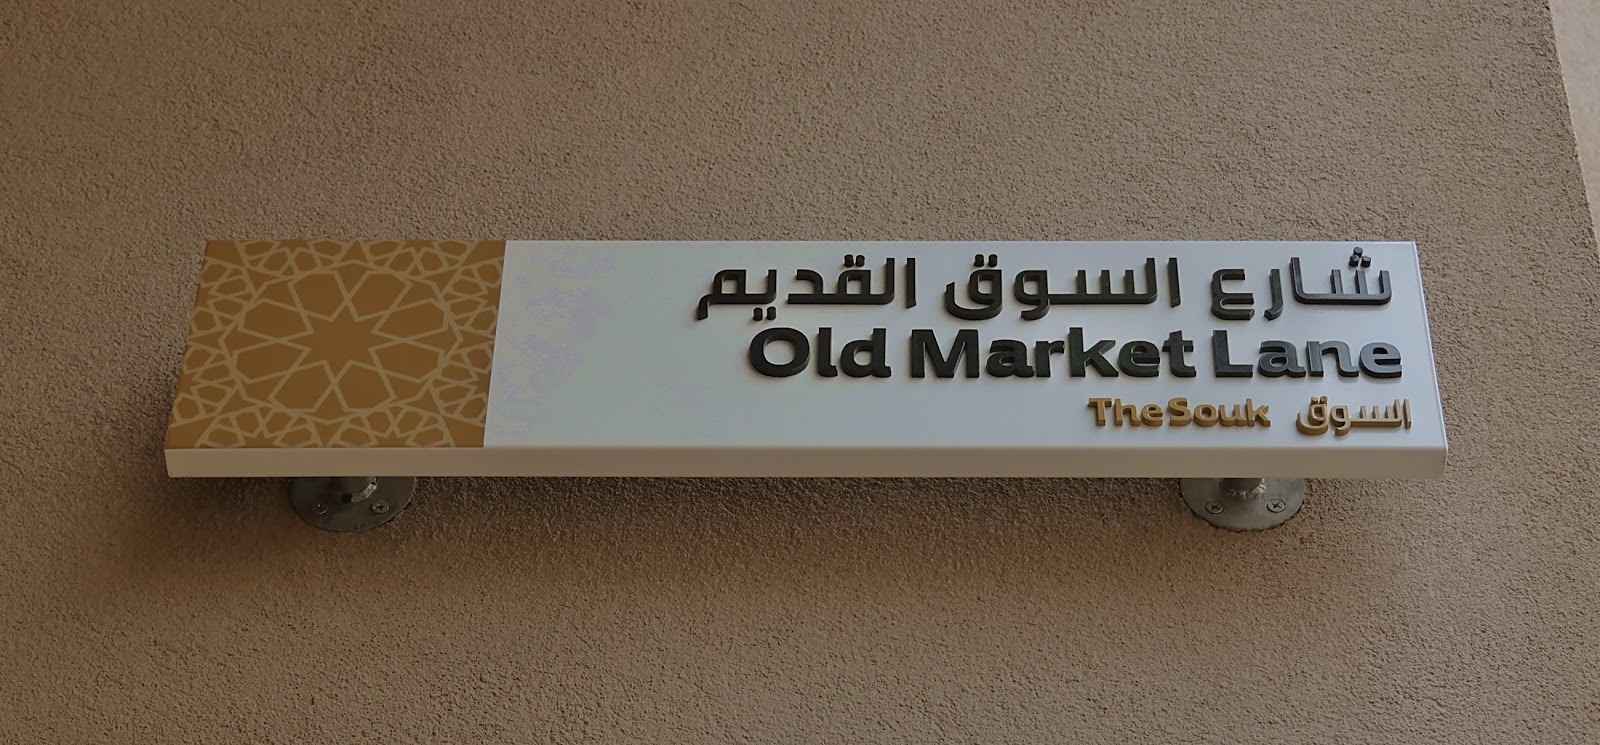 شارع السوق القديم
Old Market Lane
The Souk السوق